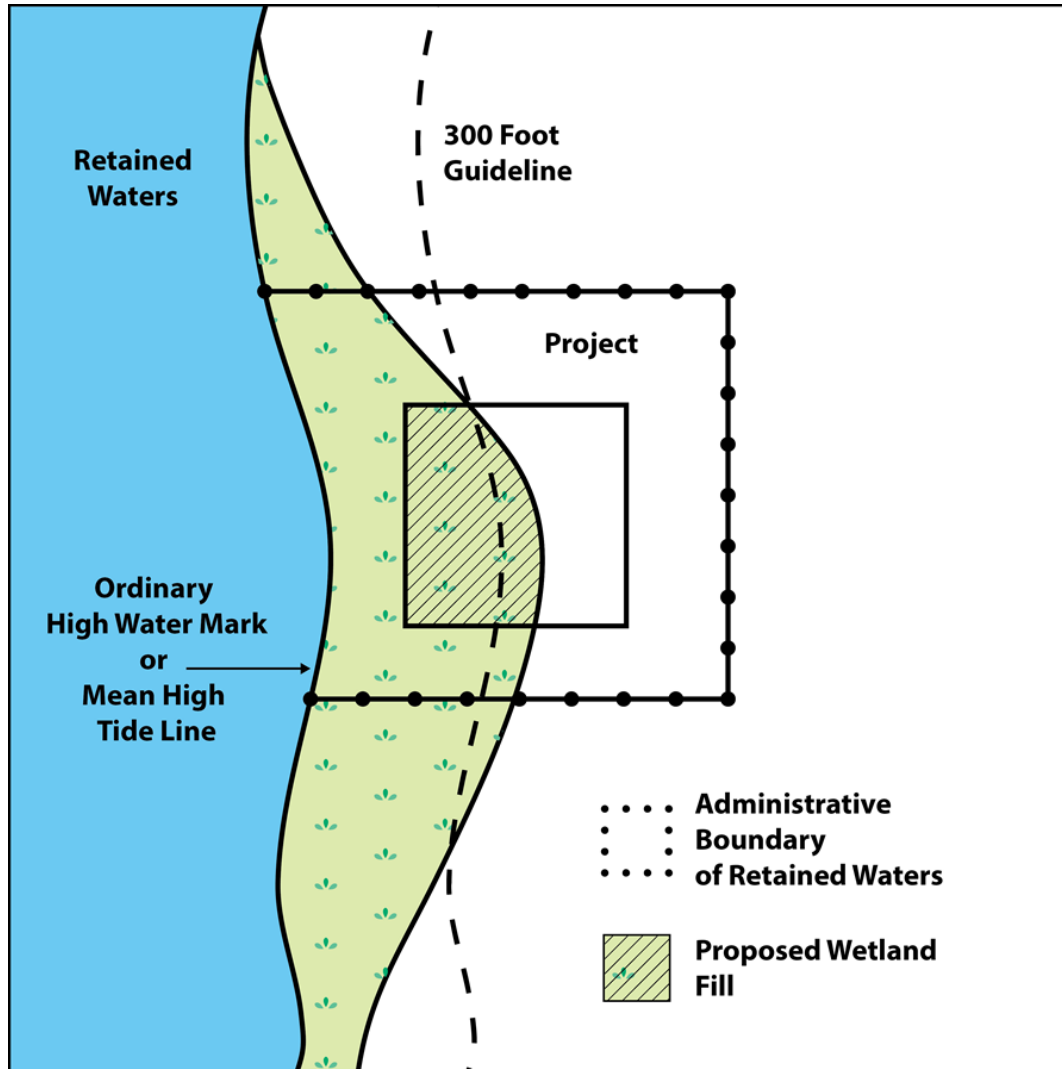 Retained
Waters
300 Foot
Guideline
Project
Ordinary
High Water Mark
or
Mean High
Tide Line
Administrative
Boundary
of Retained Waters
Proposed Wetland
Fill